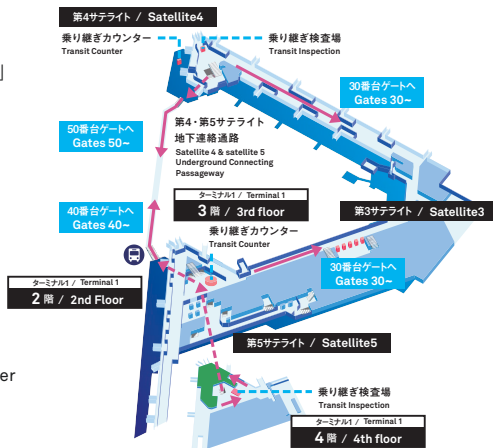 第4サテライト / Satellite4
乗り継ぎカウンター
Transit Counter
乗り継ぎ検査場
Transit Inspection
」
30番台ゲートへ
Gates 30~
50番台ゲートへ
Gates 50~
第4・第5サテライト
地下連絡通路
Satellite 4 & satellite 5
Underground Connecting
Passageway
ターミナル1 / Terminal 1
3 階 / 3rd floor
第3サテライト / Satellite3
40番台ゲートへ
Gates 40~
乗り継ぎカウンター
Transit Counter
30番台ゲートへ
Gates 30~
ターミナル1 / Terminal 1
2 階 / 2nd Floor
第5サテライト / Satellite5
er
乗り継ぎ検査場
Transit Inspection
ターミナル1 / Terminal 1
4 階 / 4th floor